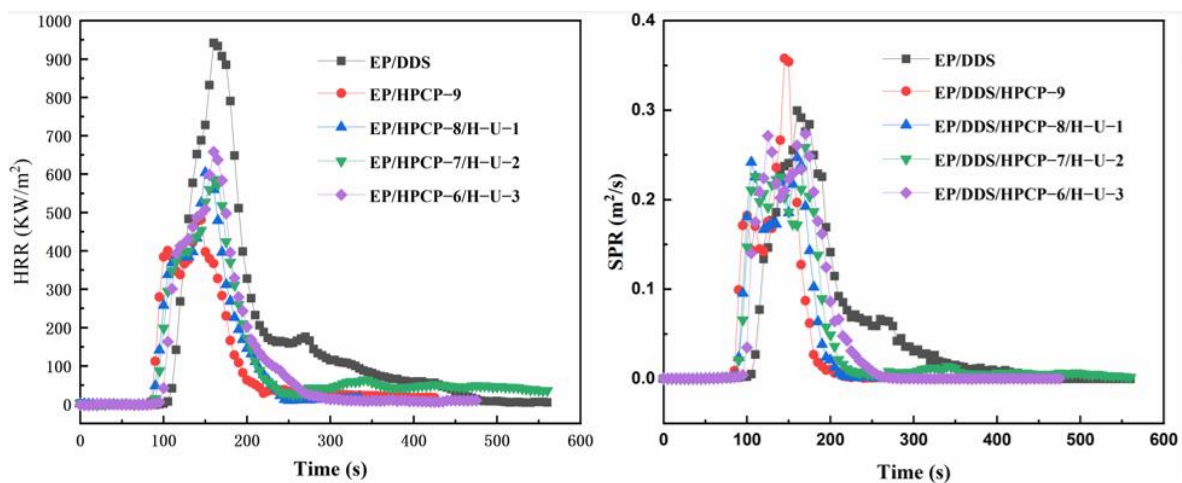 1000
900
800
700
600
500
400
300
200
100
0
HRR (KW/m²)
EP/DDS
EP/HPCP−9
EP/HPCP−8/H−U−1
EP/HPCP−7/H−U−2
EP/HPCP−6/H−U−3
0 100 200 300 400 500 600
Time (s)
0.4
0.3
0.2
0.1
0.0
SPR (m²/s)
EP/DDS
EP/DDS/HPCP−9
EP/DDS/HPCP−8/H−U−1
EP/DDS/HPCP−7/H−U−2
EP/DDS/HPCP−6/H−U−3
0 100 200 300 400 500 600
Time (s)